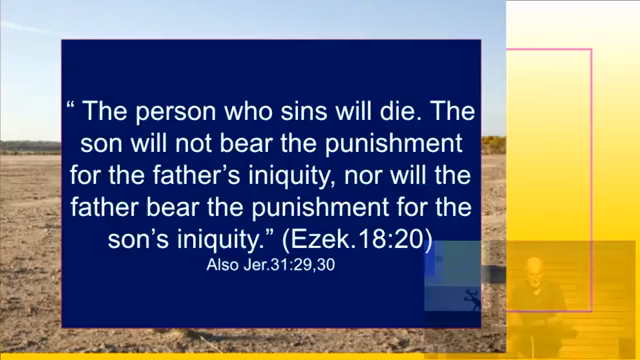 “ The person who sins will die. The
son will not bear the punishment
for the father’s iniquity, nor will the
father bear the punishment for the
son’s iniquity.” (Ezek.18:20)
Also Jer.31:29,30